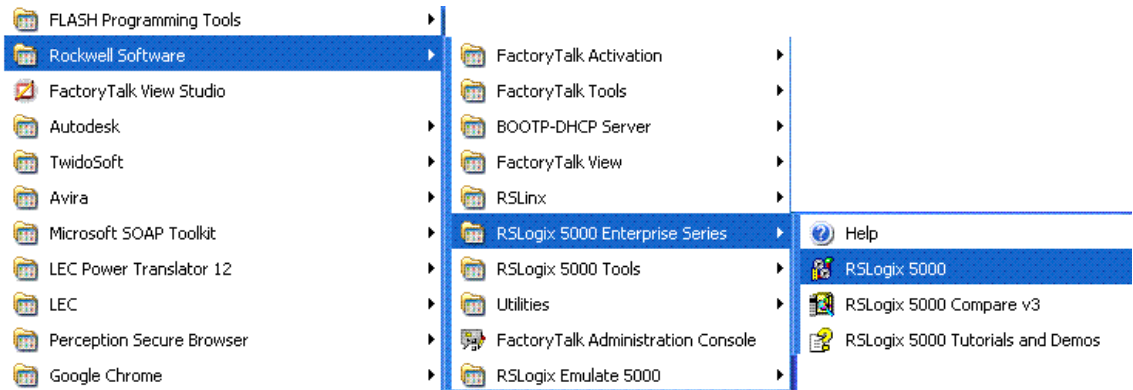 FLASH Programming Tools
Rockwell Software
FactoryTalk View Studio
Autodesk
TwidoSoft
Avira
Microsoft SOAP Toolkit
LEC Power Translator 12
LEC
Perception Secure Browser
Google Chrome
FactoryTalk Activation
FactoryTalk Tools
BOOTP-DHCP Server
FactoryTalk View
RSLinx
RSLogix 5000 Enterprise Series
RSLogix 5000 Tools
Utilities
FactoryTalk Administration Console
RSLogix Emulate 5000
Help
RSLogix 5000
RSLogix 5000 Compare v3
RSLogix 5000 Tutorials and Demos